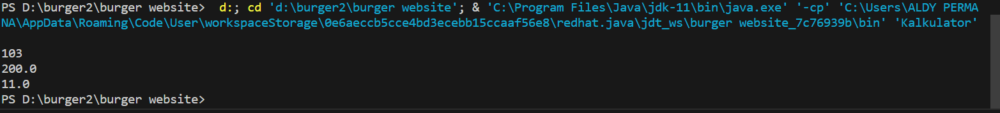 PS D:\burger2\burger website>  d:; cd 'd:\burger2\burger website'; & 'C:\Program Files\Java\jdk-11\bin\java.exe' '-cp' 'C:\Users\ALDY PERMA
NA\AppData\Roaming\Code\User\workspaceStorage\0e6aeccb5cce4bd3ecebb15ccaaf56e8\redhat.java\jdt_ws\burger website_7c76939b\bin' 'Kalkulator'
103
200.0
11.0
PS D:\burger2\burger website>